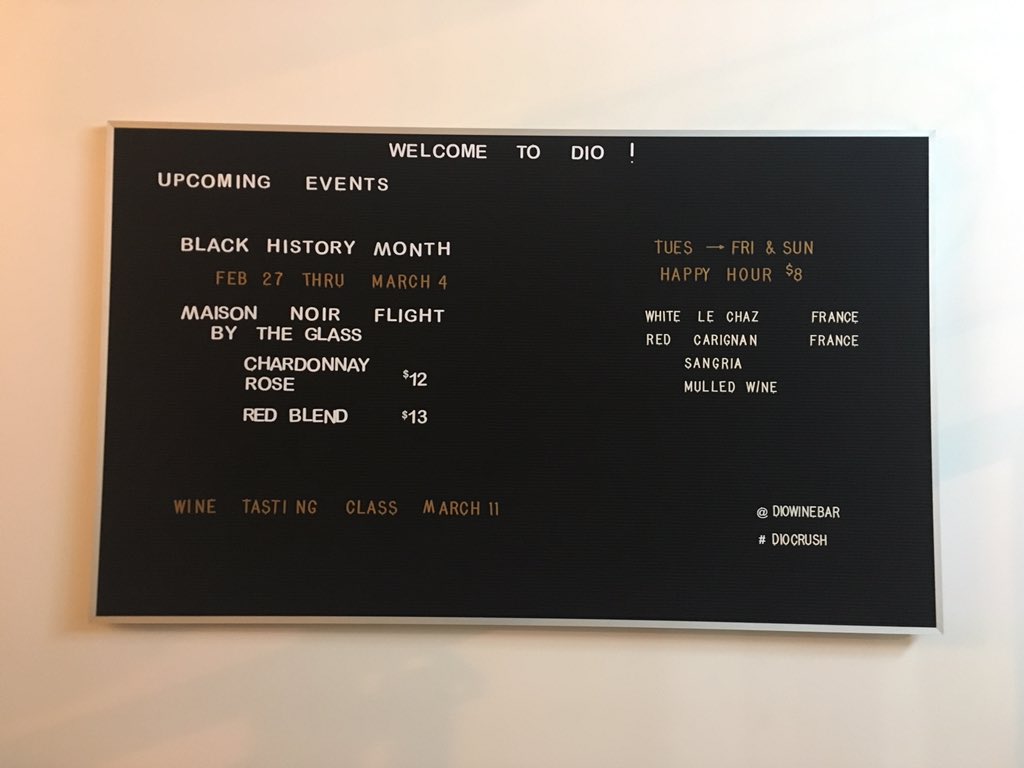 WELCOME TO DIO !
UPCOMING EVENTS
BLACK HISTORY MONTH
FEB 27 THRU MARCH 4
MAISON NOIR FLIGHT
BY THE GLASS
CHARDONNAY
ROSE $12
RED BLEND $13
WINE TASTING CLASS MARCH 11
TUES → FRI & SUN
HAPPY HOUR $8
WHITE LE CHAZ FRANCE
RED CARIGNAN FRANCE
SANGRIA
MULLED WINE
@ DIOWINEBAR
# DIOCRUSH